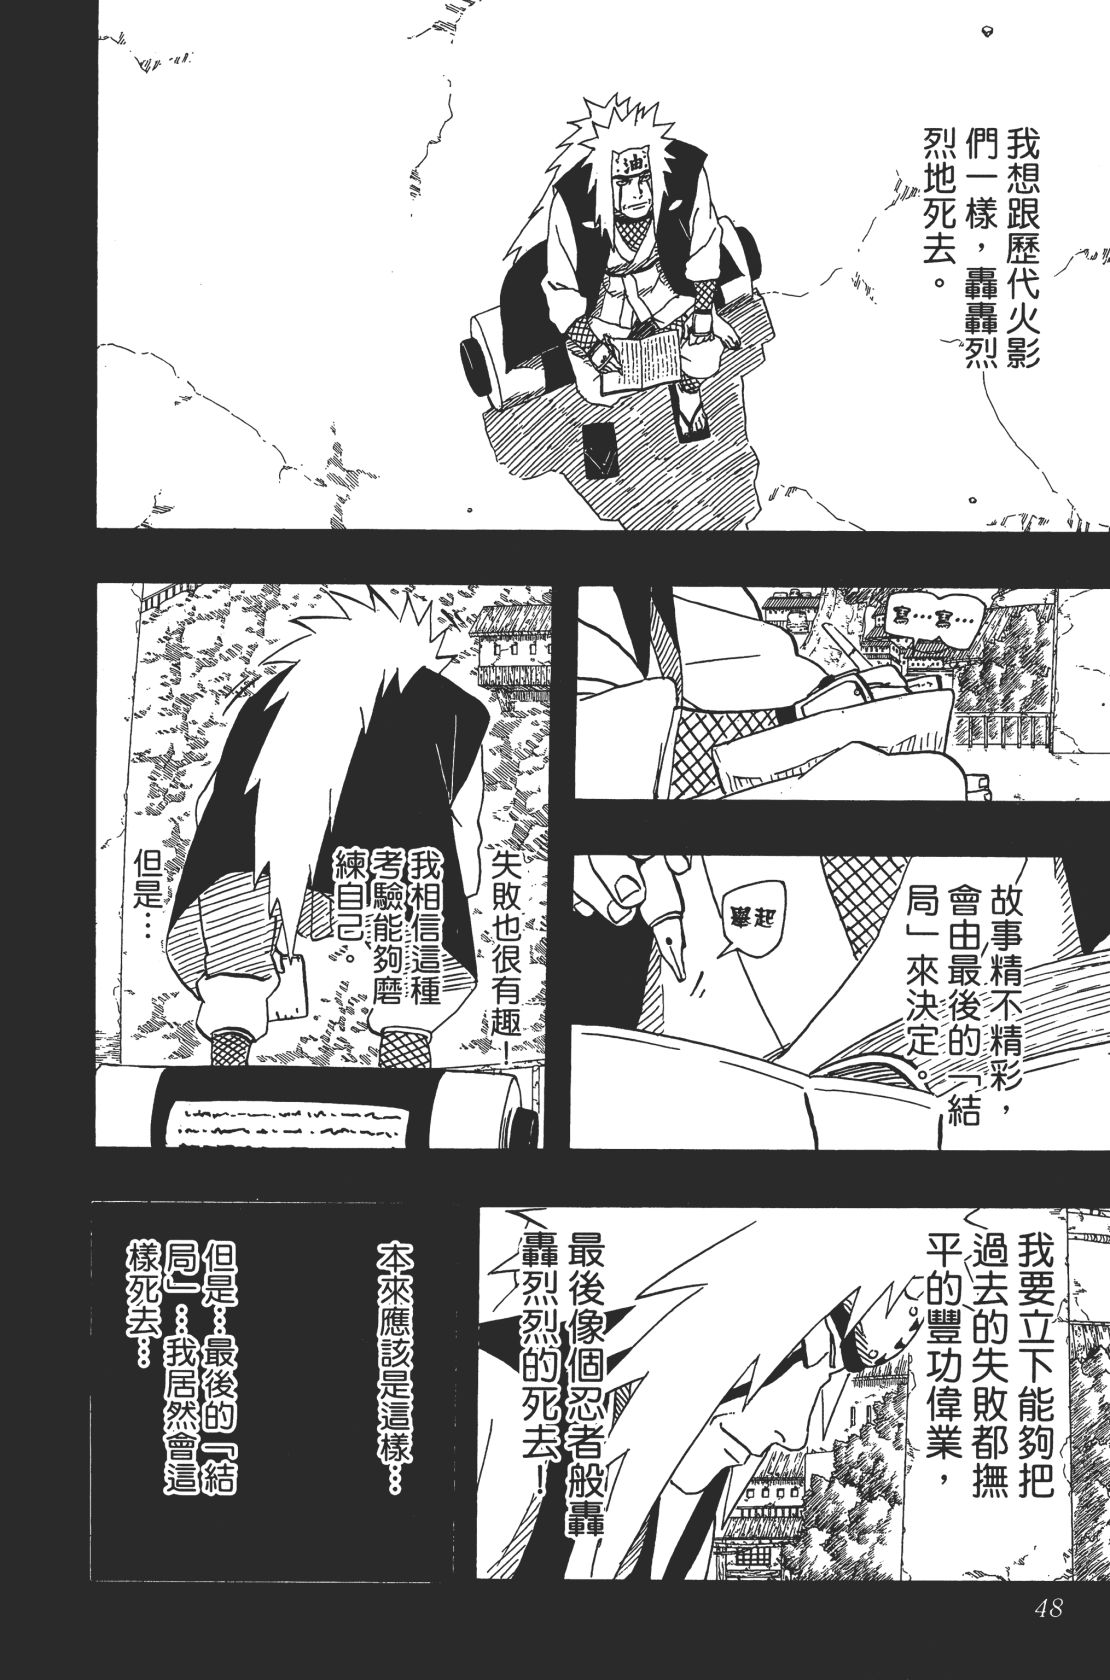 我想跟歷代火影
們一樣，轟轟烈
烈地死去。
油
寫…寫…
故事精不精彩，
會由最後的「結
局」來決定。
舉起
失敗也很有趣！
我相信這種
考驗能夠磨
練自己。
但是…
我要立下能夠把
過去的失敗都撫
平的豐功偉業，
最後像個忍者般轟
轟烈烈的死去！
本來應該是這樣…
但是…最後的「結
局」…我居然會這
樣死去…
48